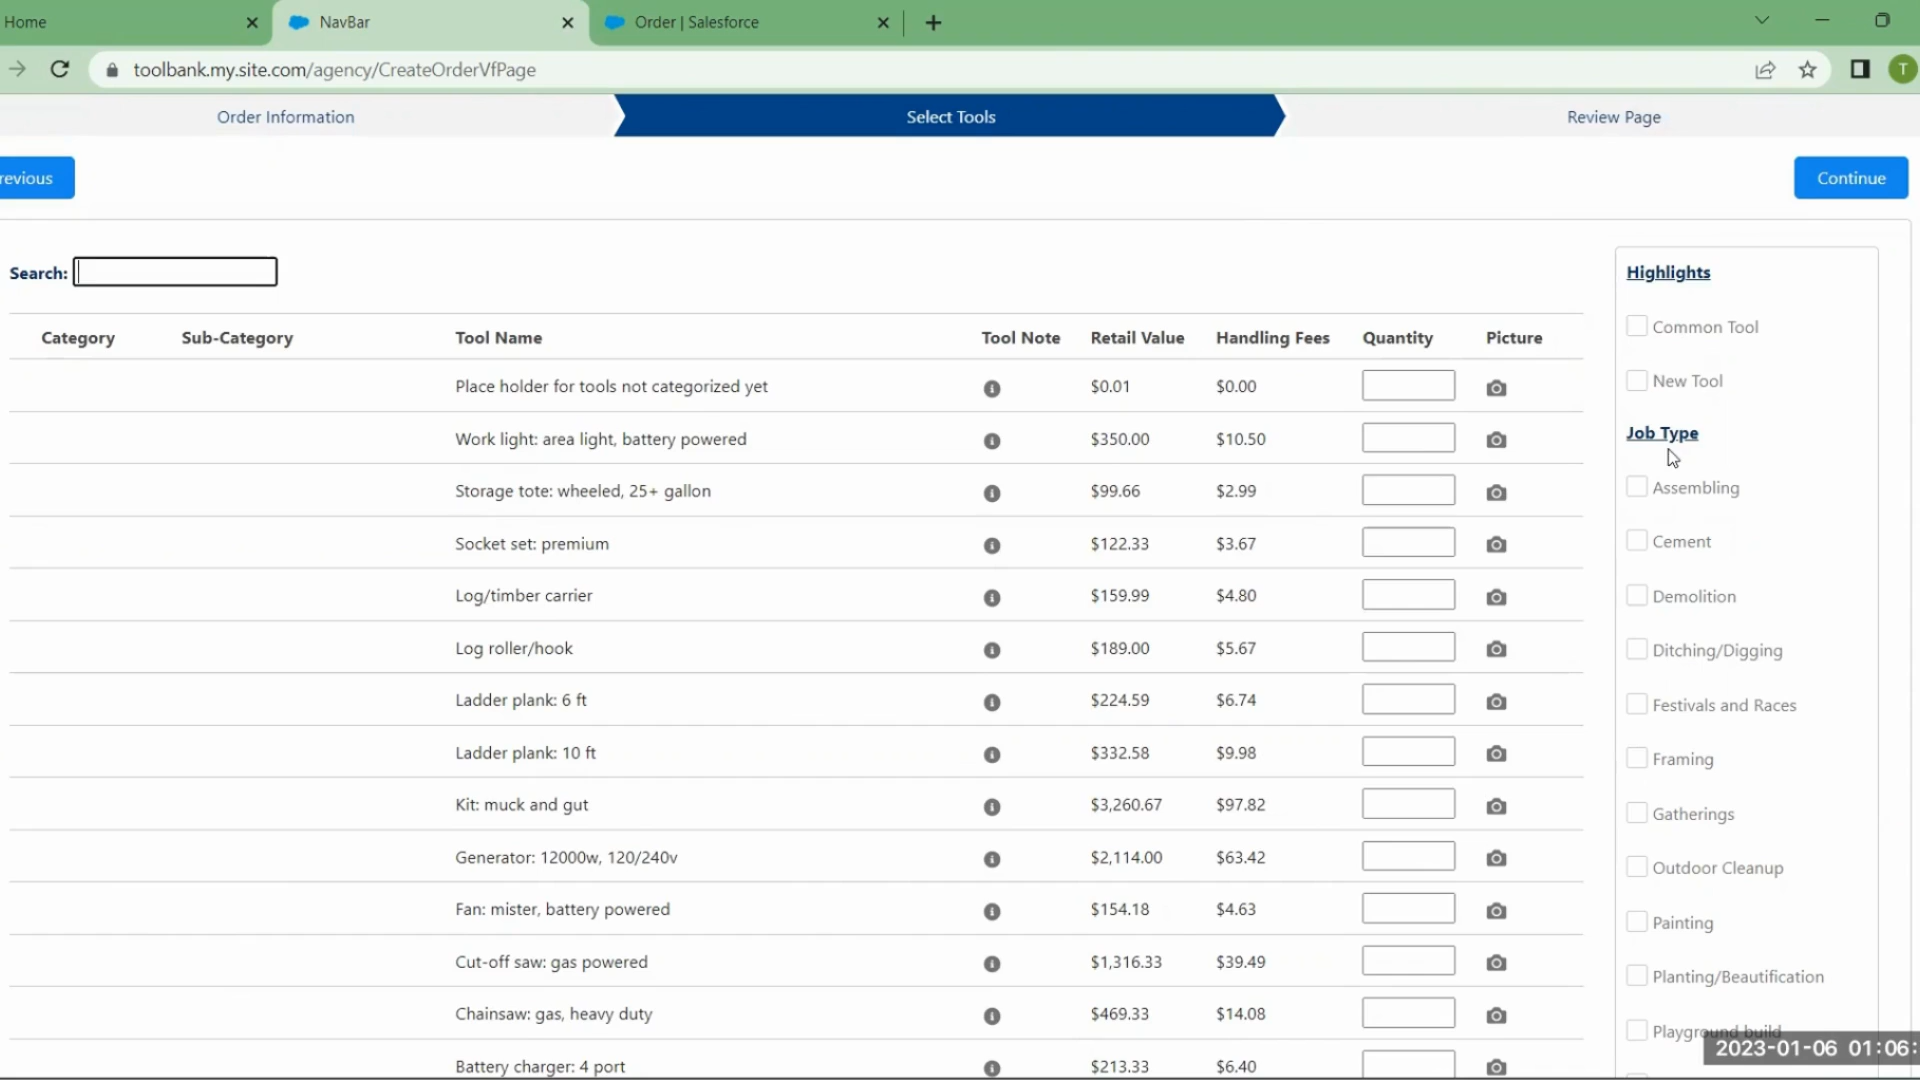 Home
NavBar
Order | Salesforce
toolbank.my.site.com/agency/CreateOrderVfPage
T
Order Information
Select Tools
Review Page
revious
Continue
Search:
Category Sub-Category Tool Name Tool Note Retail Value Handling Fees Quantity Picture
Place holder for tools not categorized yet $0.01 $0.00
Work light: area light, battery powered $350.00 $10.50
Storage tote: wheeled, 25+ gallon $99.66 $2.99
Socket set: premium $122.33 $3.67
Log/timber carrier $159.99 $4.80
Log roller/hook $189.00 $5.67
Ladder plank: 6 ft $224.59 $6.74
Ladder plank: 10 ft $332.58 $9.98
Kit: muck and gut $3,260.67 $97.82
Generator: 12000w, 120/240v $2,114.00 $63.42
Fan: mister, battery powered $154.18 $4.63
Cut-off saw: gas powered $1,316.33 $39.49
Chainsaw: gas, heavy duty $469.33 $14.08
Battery charger: 4 port $213.33 $6.40
Highlights
Common Tool
New Tool
Job Type
Assembling
Cement
Demolition
Ditching/Digging
Festivals and Races
Framing
Gatherings
Outdoor Cleanup
Painting
Planting/Beautification
Playground build
2023-01-06 01:06: